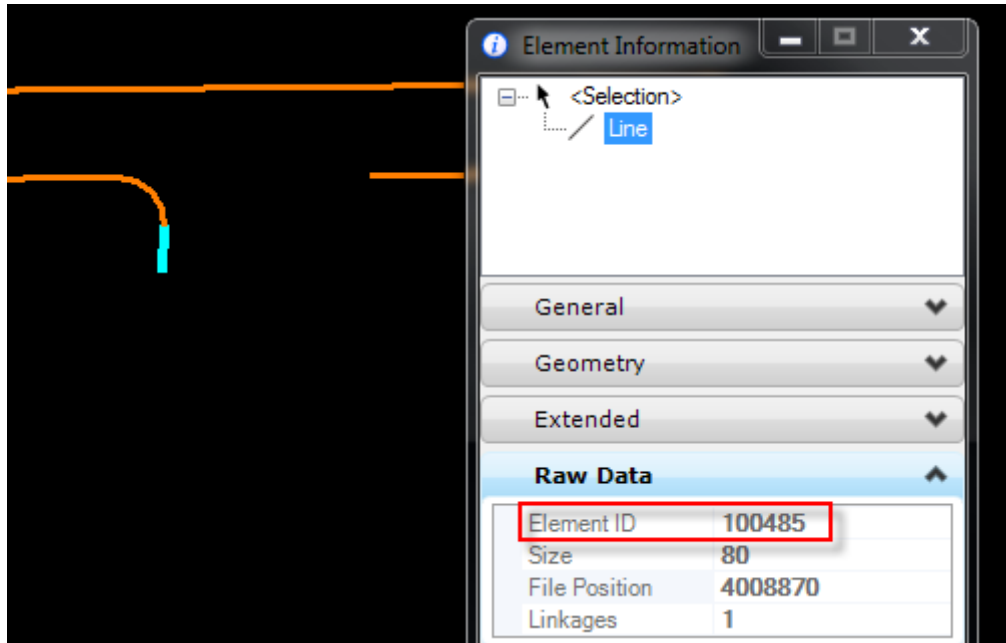 Element Information
<Selection>
Line
General
Geometry
Extended
Raw Data
Element ID 100485
Size 80
File Position 4008870
Linkages 1